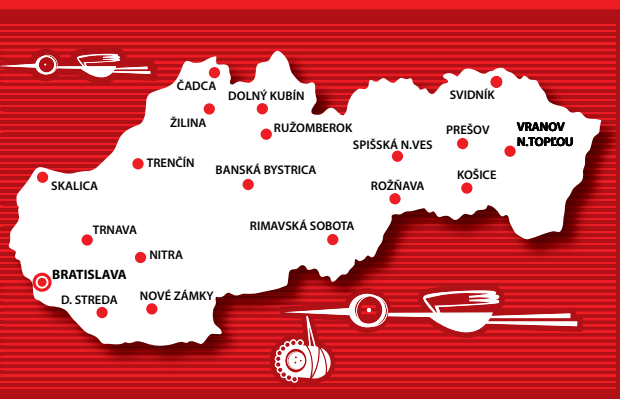 ČADCA
DOLNÝ KUBÍN
SVIDNÍK
ŽILINA
RUŽOMBEROK
PREŠOV
VRANOV
N.TOPĽOU
SPIŠSKÁ N.VES
TRENČÍN
BANSKÁ BYSTRICA
KOŠICE
SKALICA
ROŽŇAVA
TRNAVA
RIMAVSKÁ SOBOTA
NITRA
BRATISLAVA
D. STREDA
NOVÉ ZÁMKY